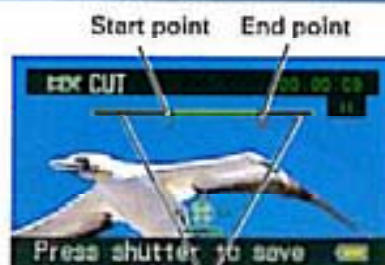 Start point End point
CUT 00:00:09
Press shutter to save